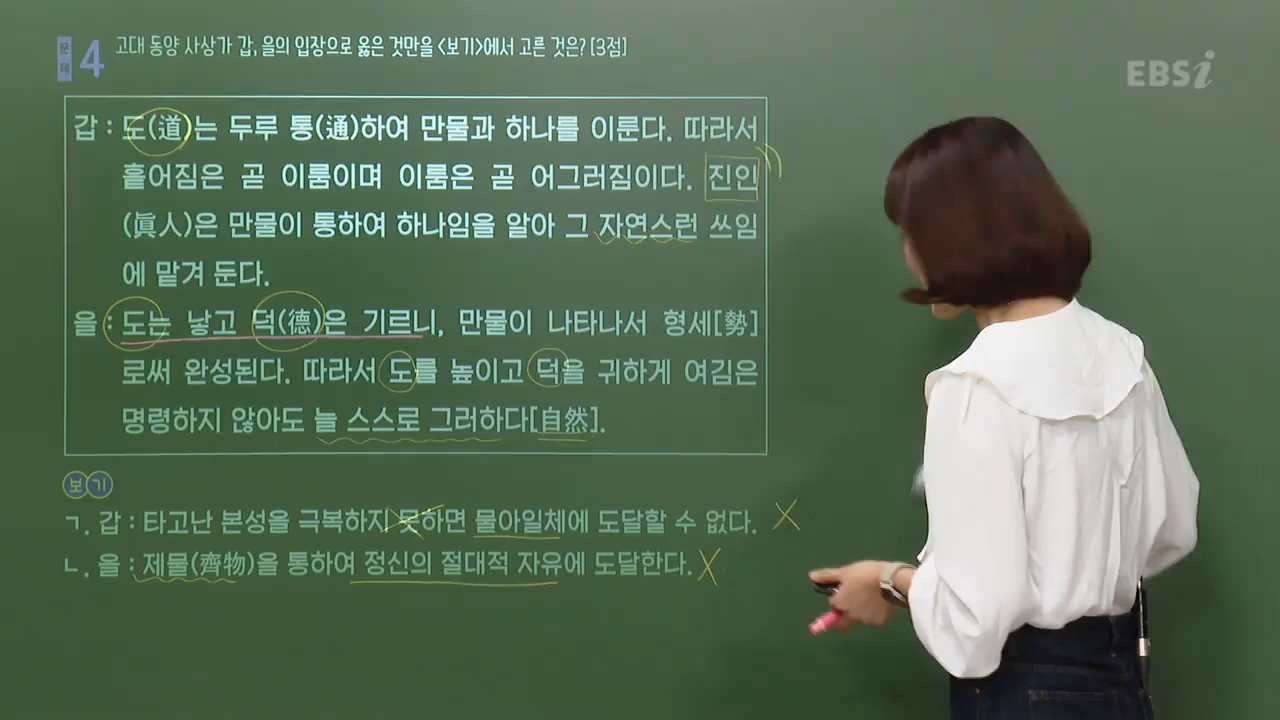 문제 4 고대 동양 사상가 갑, 을의 입장으로 옳은 것만을 <보기>에서 고른 것은? [3점]
EBSi
갑 : 도(道)는 두루 통(通)하여 만물과 하나를 이룬다. 따라서
흩어짐은 곧 이룸이며 이룸은 곧 어그러짐이다. 진인
(眞人)은 만물이 통하여 하나임을 알아 그 자연스런 쓰임
에 맡겨 둔다.
을 : 도는 낳고 덕(德)은 기르니, 만물이 나타나서 형세[勢]
로써 완성된다. 따라서 도를 높이고 덕을 귀하게 여김은
명령하지 않아도 늘 스스로 그러하다[自然].
보기
ㄱ. 갑 : 타고난 본성을 극복하지 못하면 물아일체에 도달할 수 없다.
ㄴ. 을 : 제물(齊物)을 통하여 정신의 절대적 자유에 도달한다.